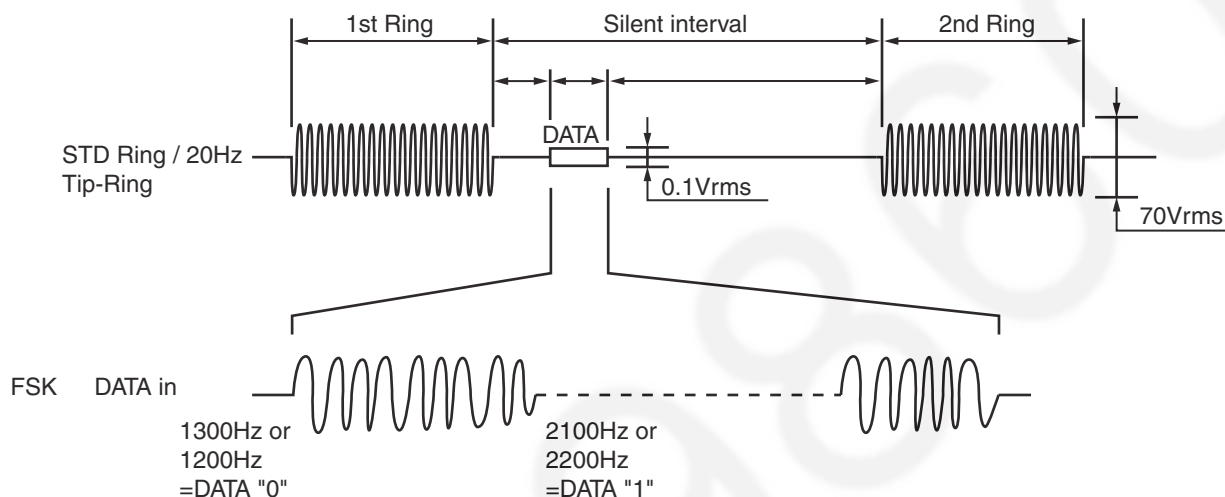 1st Ring
Silent interval
2nd Ring
DATA
STD Ring / 20Hz
Tip-Ring
0.1Vrms
70Vrms
FSK DATA in
1300Hz or
1200Hz
=DATA "0"
2100Hz or
2200Hz
=DATA "1"